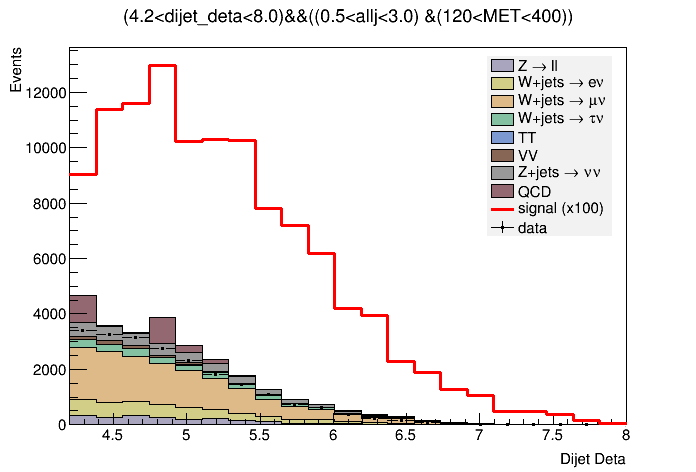 (4.2<dijet_deta<8.0)&&((0.5<allj<3.0) &(120<MET<400))
Events
12000
10000
8000
6000
4000
2000
0
Z → ll
W+jets → eν
W+jets → μν
W+jets → τν
TT
VV
Z+jets → νν
QCD
signal (x100)
data
4.5 5 5.5 6 6.5 7 7.5 8
Dijet Deta